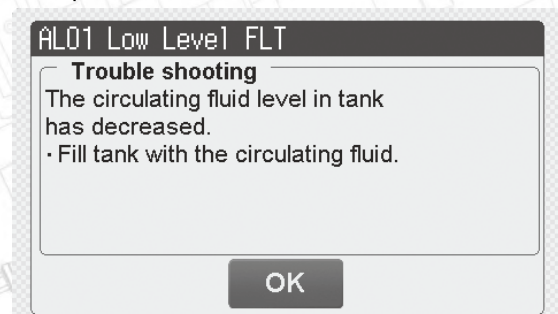 AL01 Low Level FLT
Trouble shooting
The circulating fluid level in tank
has decreased.
・Fill tank with the circulating fluid.
OK